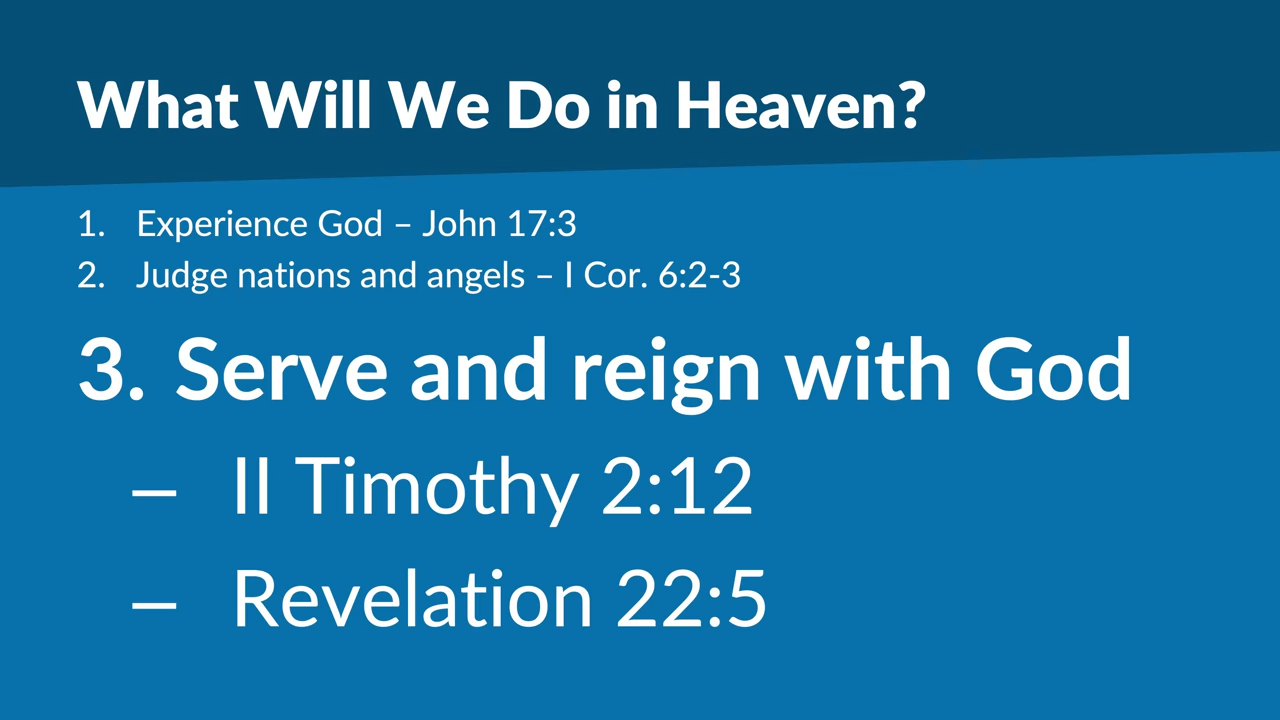 What Will We Do in Heaven?
1. Experience God – John 17:3
2. Judge nations and angels – I Cor. 6:2-3
3. Serve and reign with God
– II Timothy 2:12
– Revelation 22:5